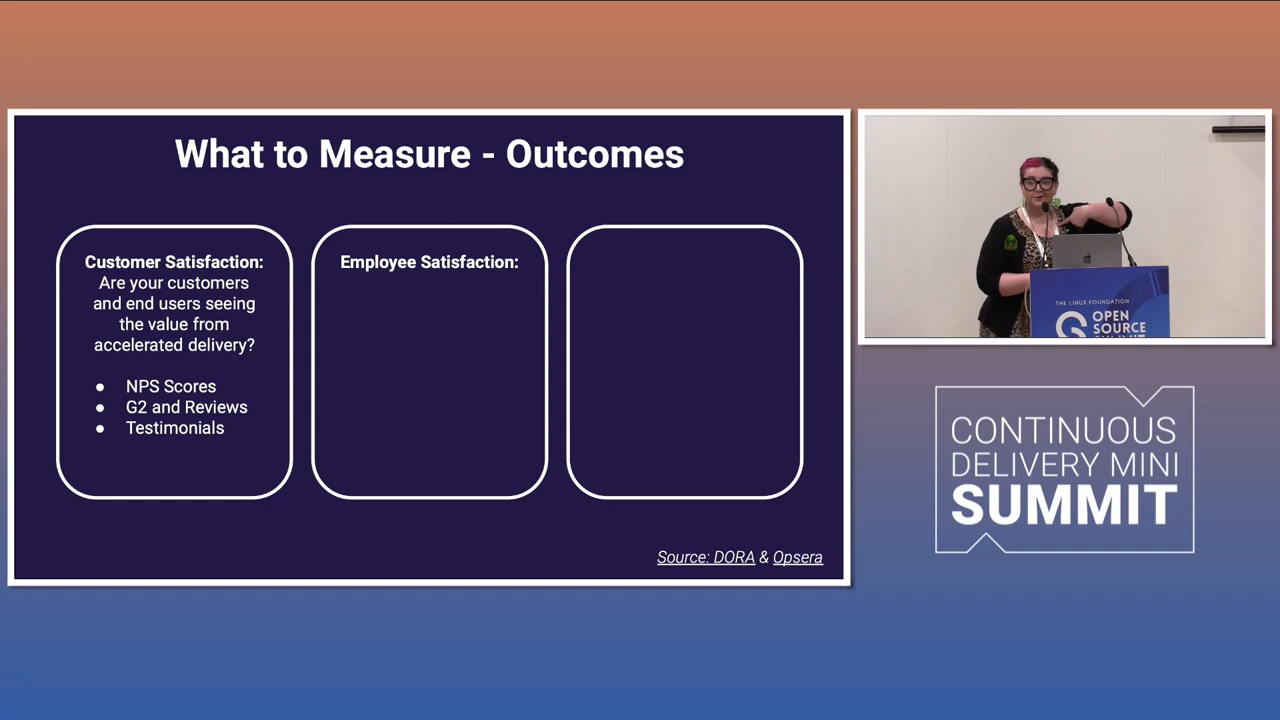 What to Measure - Outcomes
Customer Satisfaction:
Are your customers
and end users seeing
the value from
accelerated delivery?
● NPS Scores
● G2 and Reviews
● Testimonials
Employee Satisfaction:
Source: DORA & Opsera
THE LINUX FOUNDATION
OPEN
SOURCE
SUMMIT
CONTINUOUS
DELIVERY MINI
SUMMIT